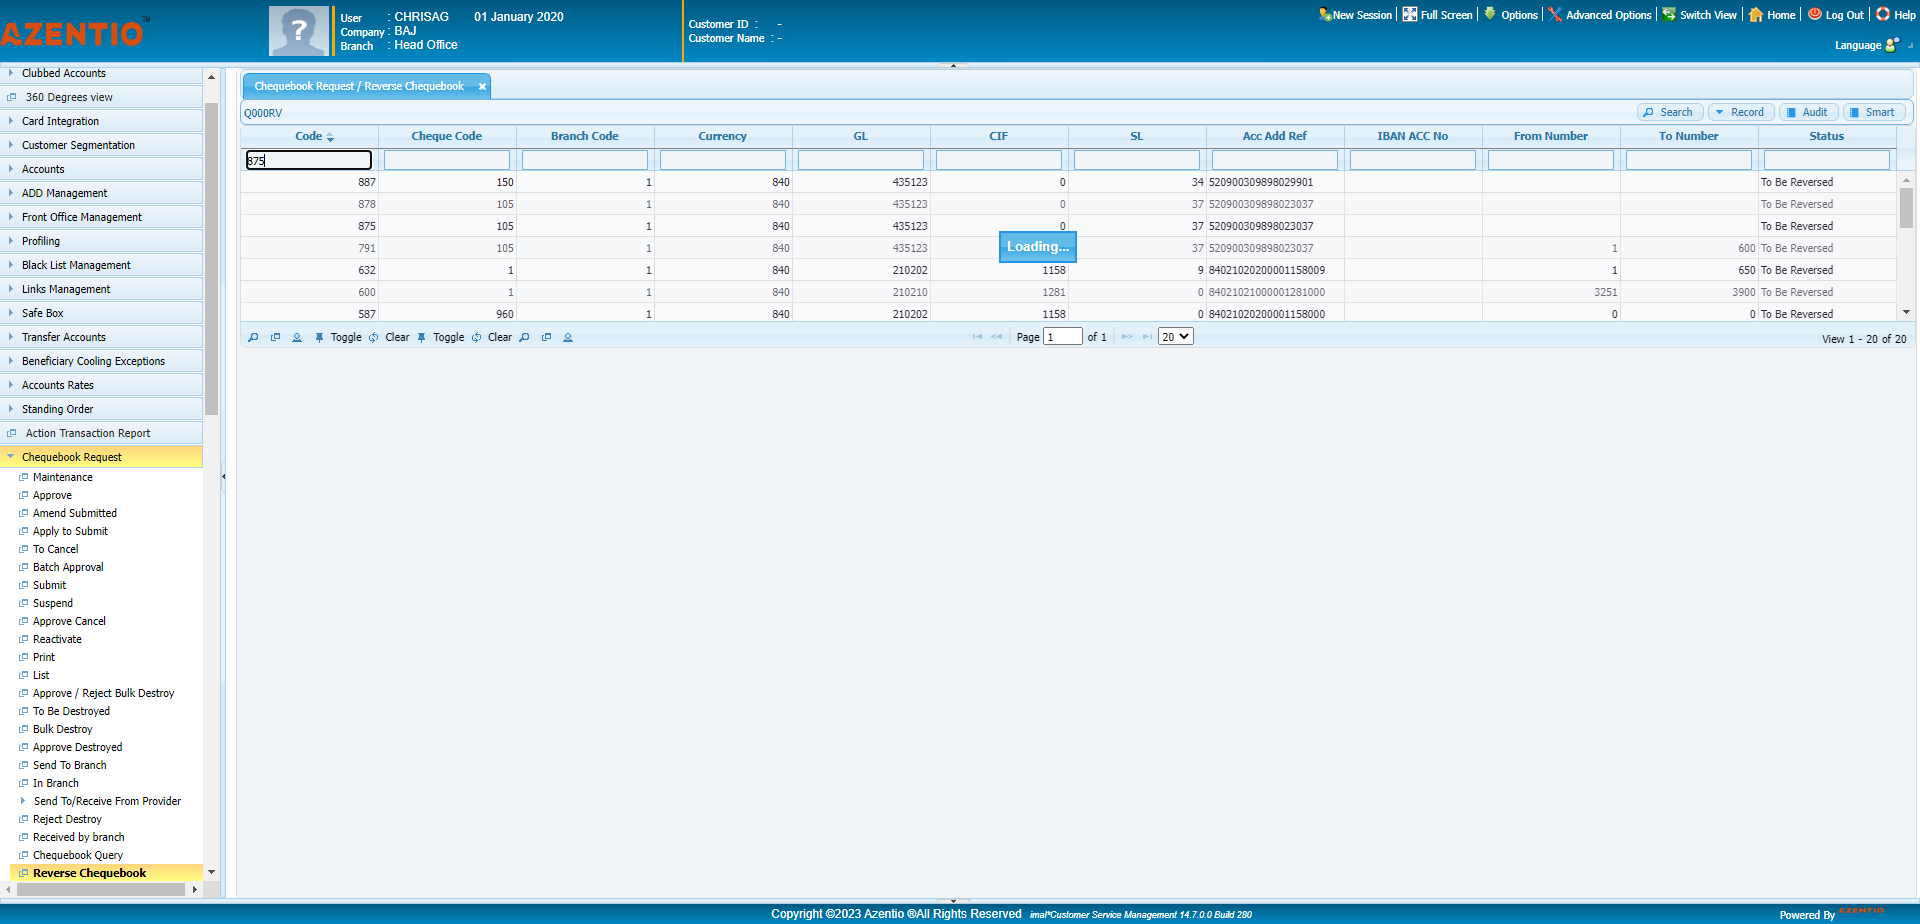 AZENTIO™
User : CHRISAG 01 January 2020
Company : BAJ
Branch : Head Office
Customer ID : -
Customer Name : -
New Session Full Screen Options Advanced Options Switch View Home Log Out Help
Language
Clubbed Accounts
360 Degrees view
Card Integration
Customer Segmentation
Accounts
ADD Management
Front Office Management
Profiling
Black List Management
Links Management
Safe Box
Transfer Accounts
Beneficiary Cooling Exceptions
Accounts Rates
Standing Order
Action Transaction Report
Chequebook Request
Maintenance
Approve
Amend Submitted
Apply to Submit
To Cancel
Batch Approval
Submit
Suspend
Approve Cancel
Reactivate
Print
List
Approve / Reject Bulk Destroy
To Be Destroyed
Bulk Destroy
Approve Destroyed
Send To Branch
In Branch
Send To/Receive From Provider
Reject Destroy
Received by branch
Chequebook Query
Reverse Chequebook
Chequebook Request / Reverse Chequebook
Q000RV Search Record Audit Smart
Code Cheque Code Branch Code Currency GL CIF SL Acc Add Ref IBAN ACC No From Number To Number Status
875
887 150 1 840 435123 0 34 520900309898029901 To Be Reversed
878 105 1 840 435123 0 37 520900309898023037 To Be Reversed
875 105 1 840 435123 0 37 520900309898023037 To Be Reversed
791 105 1 840 435123 37 520900309898023037 1 600 To Be Reversed
Loading...
632 1 1 840 210202 1158 9 84021020200001158009 1 650 To Be Reversed
600 1 1 840 210210 1281 0 84021021000001281000 3251 3900 To Be Reversed
587 960 1 840 210202 1158 0 84021020200001158000 0 0 To Be Reversed
Toggle Clear Toggle Clear Page 1 of 1 20 View 1 - 20 of 20
Copyright ©2023 Azentio ®All Rights Reserved imal*Customer Service Management 14.7.0.0 Build 280
Powered By AZENTIO